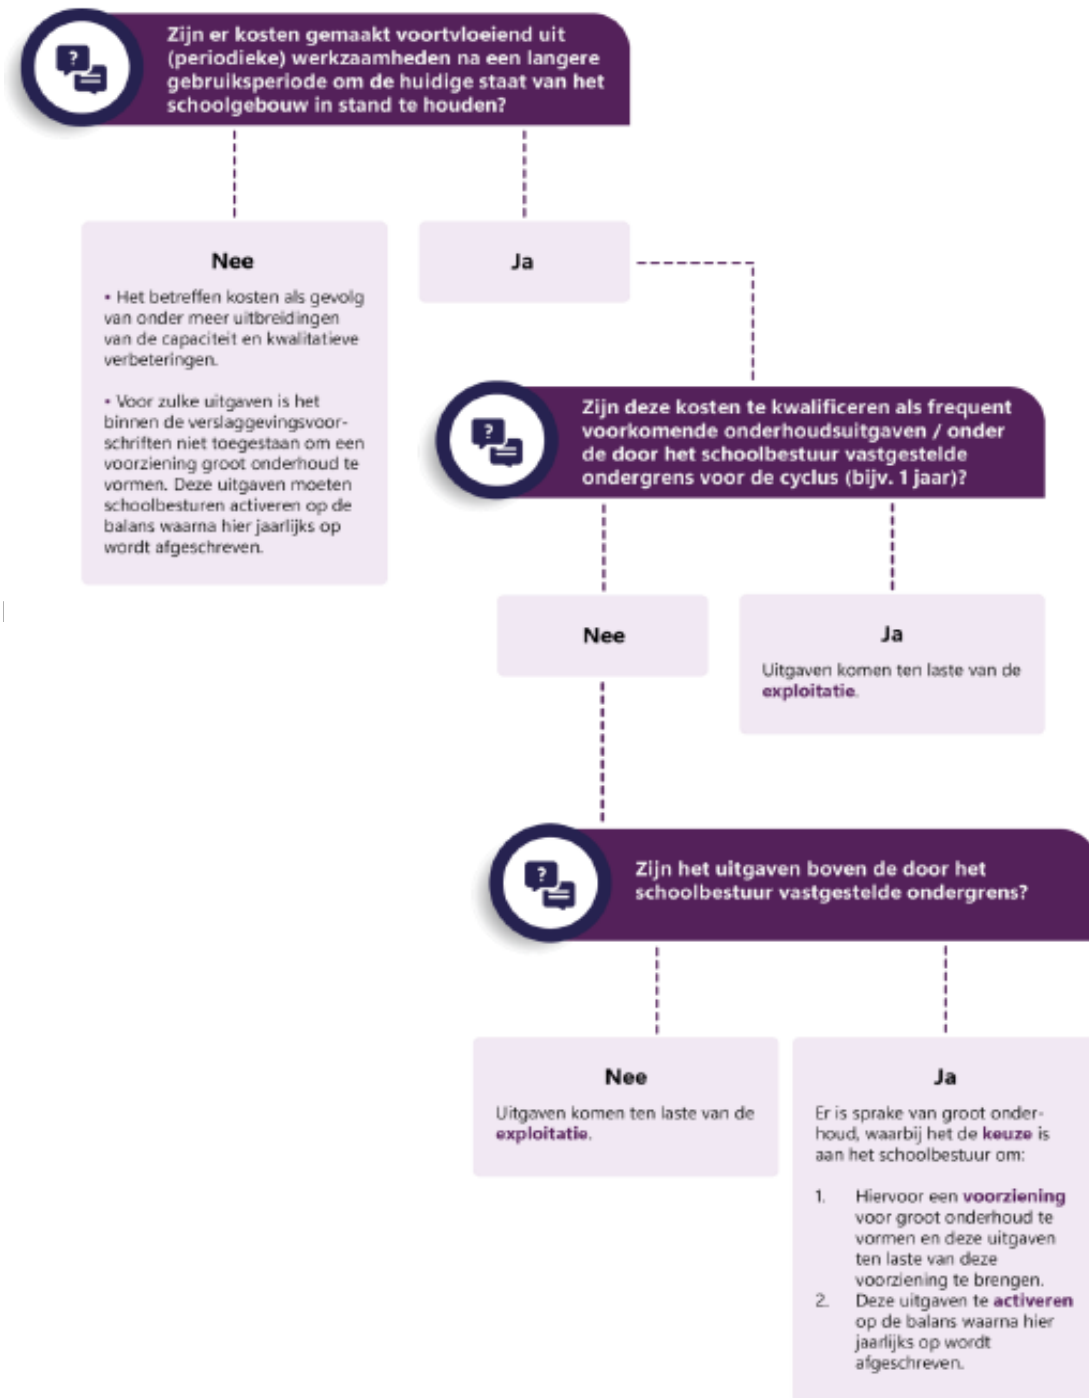 Zijn er kosten gemaakt voortvloeiend uit
(periodieke) werkzaamheden na een langere
gebruiksperiode om de huidige staat van het
schoolgebouw in stand te houden?
Nee
• Het betreffen kosten als gevolg
van onder meer uitbreidingen
van de capaciteit en kwalitatieve
verbeteringen.
• Voor zulke uitgaven is het
binnen de verslaggevingsvoor-
schriften niet toegestaan om een
voorziening groot onderhoud te
vormen. Deze uitgaven moeten
schoolbesturen activeren op de
balans waarna hier jaarlijks op
wordt afgeschreven.
Ja
Zijn deze kosten te kwalificeren als frequent
voorkomende onderhoudsuitgaven / onder
de door het schoolbestuur vastgestelde
ondergrens voor de cyclus (bijv. 1 jaar)?
Nee
Ja
Uitgaven komen ten laste van de
exploitatie.
Zijn het uitgaven boven de door het
schoolbestuur vastgestelde ondergrens?
Nee
Uitgaven komen ten laste van de
exploitatie.
Ja
Er is sprake van groot onder-
houd, waarbij het de keuze is
aan het schoolbestuur om:
1. Hiervoor een voorziening
voor groot onderhoud te
vormen en deze uitgaven
ten laste van deze
voorziening te brengen.
2. Deze uitgaven te activeren
op de balans waarna hier
jaarlijks op wordt
afgeschreven.